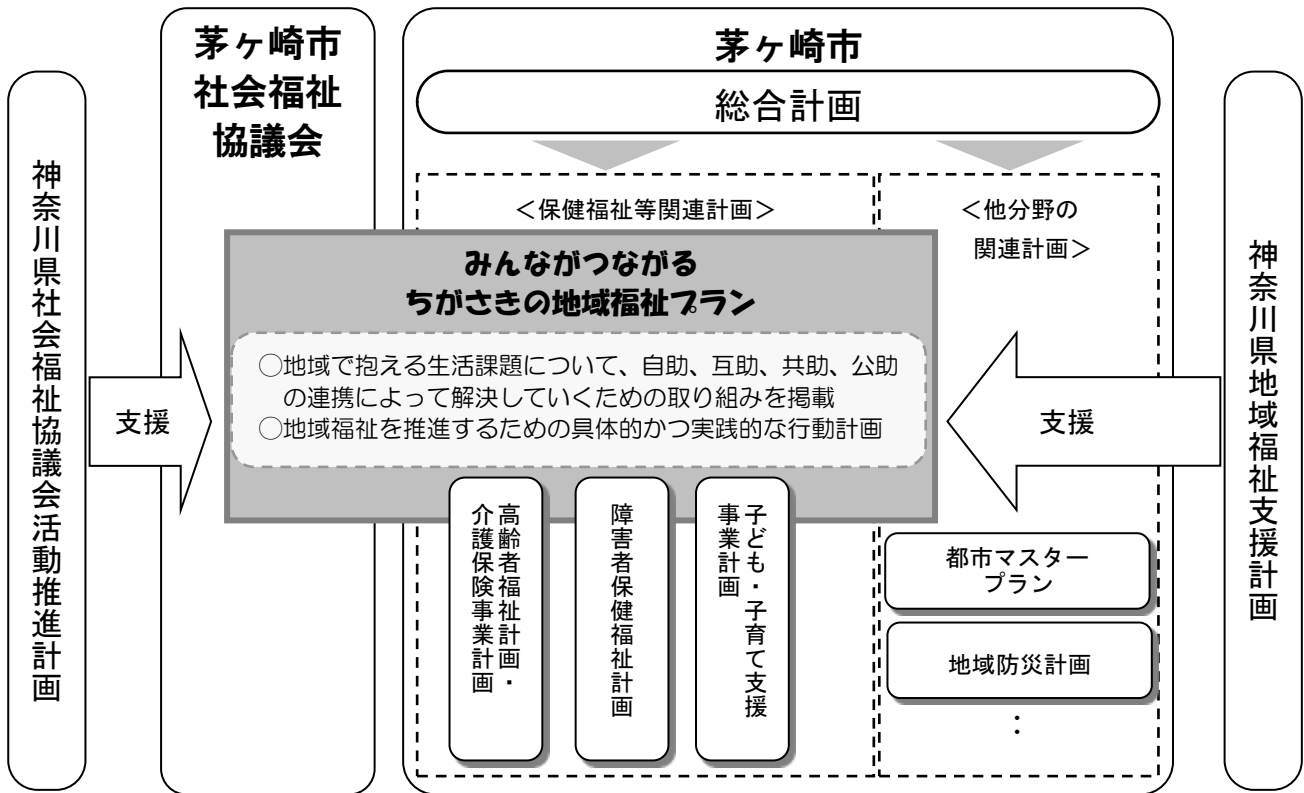 神奈川県社会福祉協議会活動推進計画
茅ヶ崎市
社会福祉
協議会
茅ヶ崎市
総合計画
＜保健福祉等関連計画＞
＜他分野の
関連計画＞
みんながつながる
ちがさきの地域福祉プラン
○地域で抱える生活課題について、自助、互助、共助、公助
の連携によって解決していくための取り組みを掲載
○地域福祉を推進するための具体的かつ実践的な行動計画
支援
支援
高齢者福祉計画・
介護保険事業計画
障害者保健福祉計画
子ども・子育て支援
事業計画
都市マスター
プラン
地域防災計画
：
神奈川県地域福祉支援計画